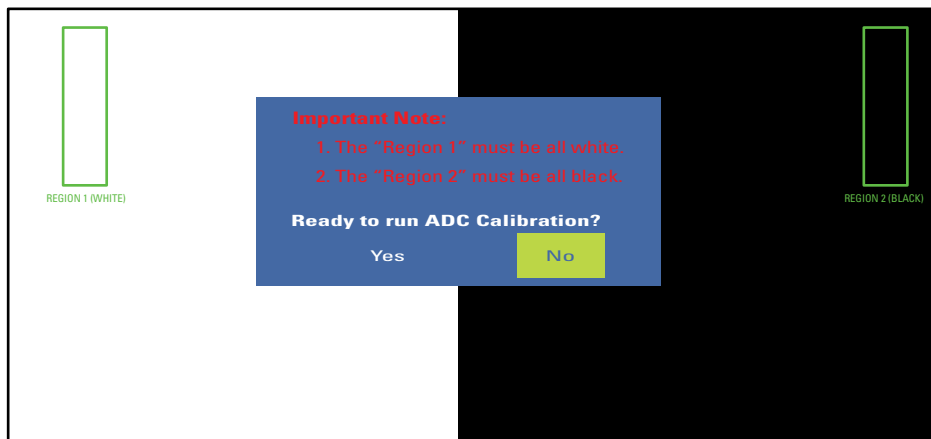 REGION 1 (WHITE)
REGION 2 (BLACK)
Important Note:
1. The "Region 1" must be all white.
2. The "Region 2" must be all black.
Ready to run ADC Calibration?
Yes No